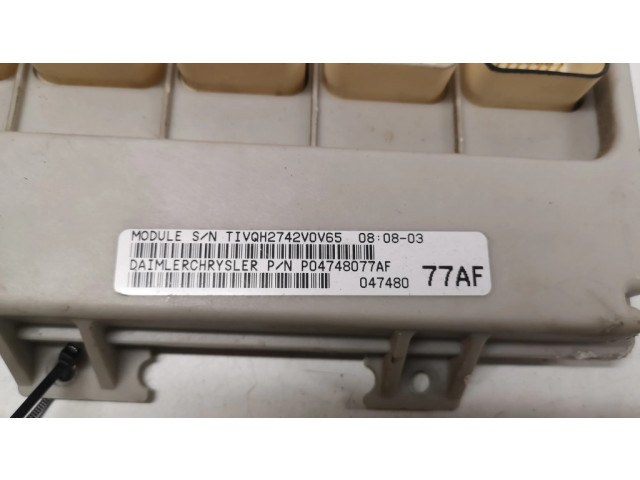 MODULE S/N TIVQH2742V0V65 08:08-03
DAIMLERCHRYSLER P/N P04748077AF
047480 77AF